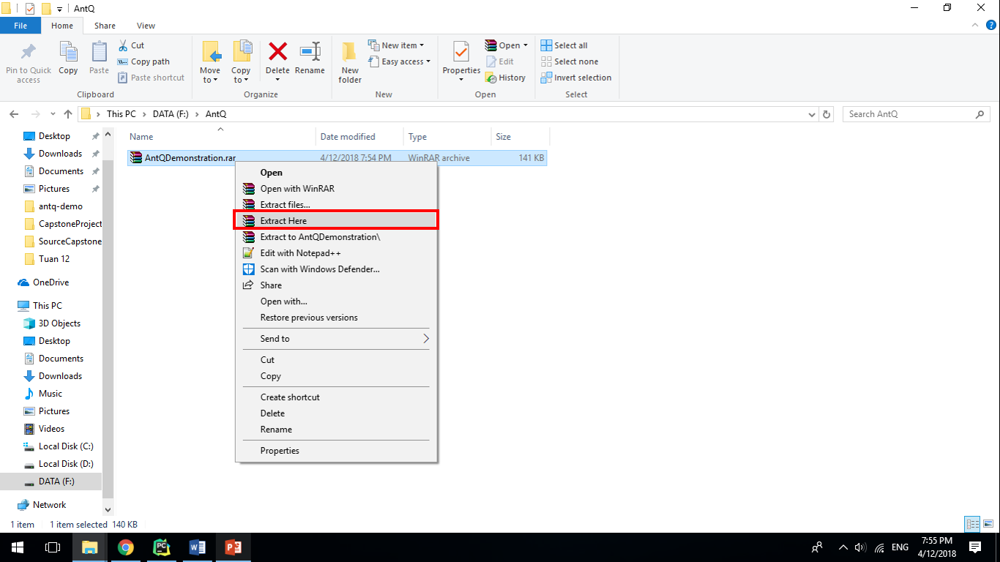 AntQ
File Home Share View
Pin to Quick access
Copy
Paste
Cut
Copy path
Paste shortcut
Clipboard
Move to
Copy to
Delete
Rename
Organize
New folder
New item
Easy access
New
Properties
Open
Edit
History
Open
Select all
Select none
Invert selection
Select
This PC > DATA (F:) > AntQ
Search AntQ
Desktop
Downloads
Documents
Pictures
antq-demo
CapstoneProject
SourceCapstone
Tuan 12
OneDrive
This PC
3D Objects
Desktop
Documents
Downloads
Music
Pictures
Videos
Local Disk (C:)
Local Disk (D:)
DATA (F:)
Network
Name Date modified Type Size
AntQDemonstration.rar 4/12/2018 7:54 PM WinRAR archive 141 KB
Open
Open with WinRAR
Extract files...
Extract Here
Extract to AntQDemonstration\
Edit with Notepad++
Scan with Windows Defender...
Share
Open with...
Restore previous versions
Send to
Cut
Copy
Create shortcut
Delete
Rename
Properties
1 item 1 item selected 140 KB
ENG
7:55 PM
4/12/2018